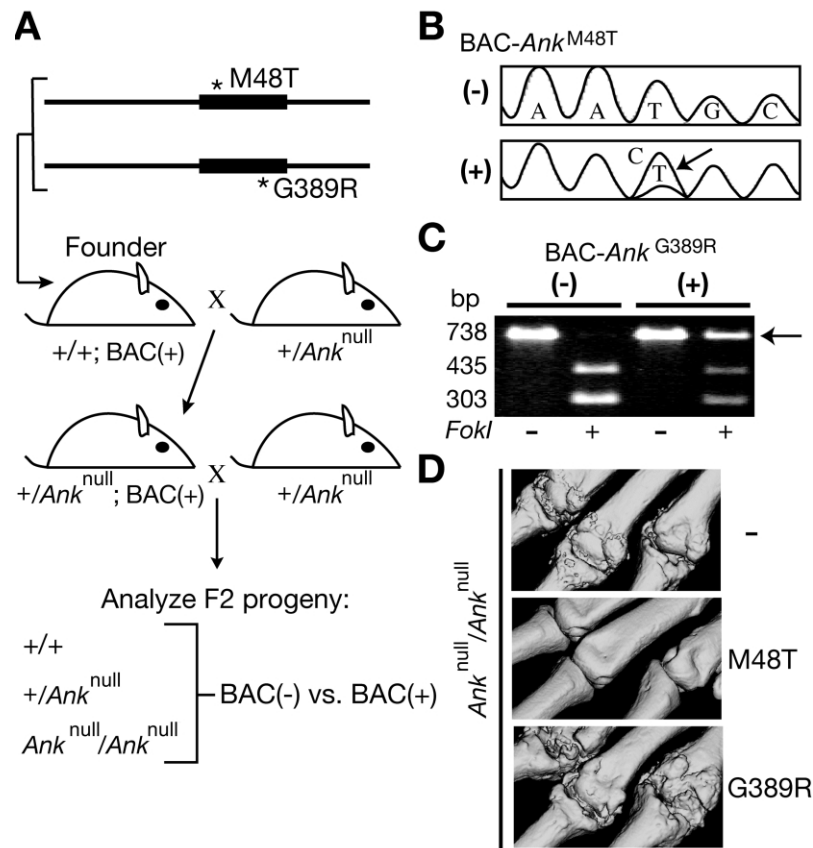 A
* M48T
* G389R
Founder
X
+/+; BAC(+)
+/Ank null
X
+/Ank null ; BAC(+)
+/Ank null
Analyze F2 progeny:
+/+
+/Ank null
Ank null/Ank null
BAC(-) vs. BAC(+)
B
BAC-Ank M48T
(-)
A A T G C
(+)
C
T
C
BAC-Ank G389R
(-) (+)
bp
738
435
303
FokI - + - +
D
Ank null/Ank null
-
M48T
G389R